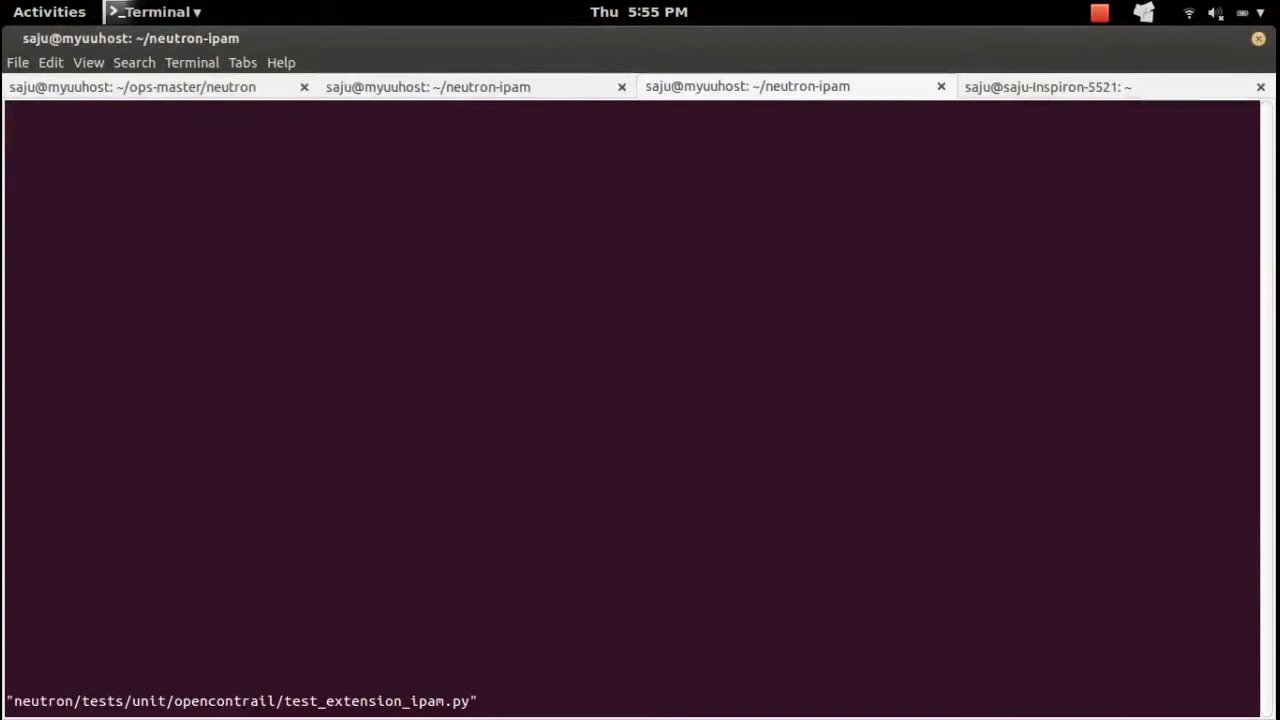 Activities >_Terminal ▾ Thu 5:55 PM
saju@myuuhost: ~/neutron-ipam
File Edit View Search Terminal Tabs Help
saju@myuuhost: ~/ops-master/neutron × saju@myuuhost: ~/neutron-ipam × saju@myuuhost: ~/neutron-ipam × saju@saju-Inspiron-5521: ~ ×
"neutron/tests/unit/opencontrail/test_extension_ipam.py"